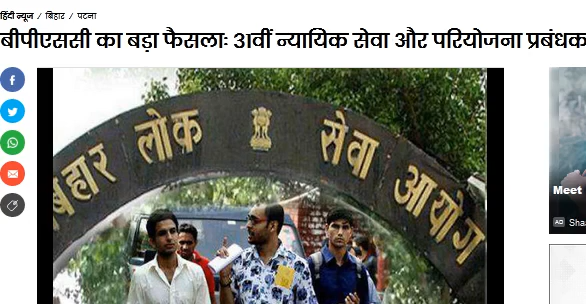 हिंदी न्यूज / बिहार / पटना
बीपीएससी का बड़ा फैसलाः 31वीं न्यायिक सेवा और परियोजना प्रबंधक
बिहार लोक सेवा आयोग
Meet
AD Sha